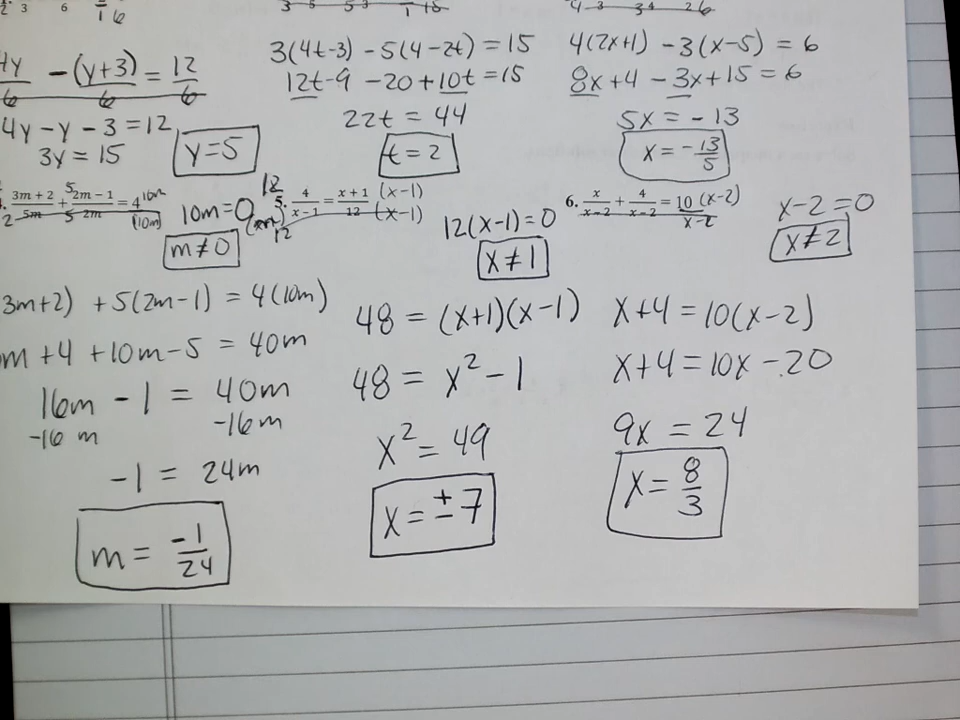 3(4t-3) - 5(4-2t) = 15
4(2x+1) - 3(x-5) = 6
4y/6 - (y+3)/6 = 12/6
12t-9 - 20+10t = 15
8x+4 - 3x+15 = 6
4y - y - 3 = 12
22t = 44
5x = -13
3y = 15
y=5
t=2
x = -13/5
(3m + 2)/5m + (2m - 1)/2m = 4
10m=0
m≠0
5. 4/(x - 1) = (x + 1)/12 (x-1)/(x-1)
12(x-1)=0
x≠1
6. x/(x - 2) + 4/(x - 2) = 10 (x-2)/x-2
x-2=0
x≠2
3m+2) + 5(2m-1) = 4(10m)
48 = (x+1)(x-1)
x+4 = 10(x-2)
m + 4 + 10m - 5 = 40m
48 = x² - 1
x+4 = 10x - 20
16m - 1 = 40m
-16 m -16m
x² = 49
9x = 24
-1 = 24m
x = ± 7
x = 8/3
m = -1/24